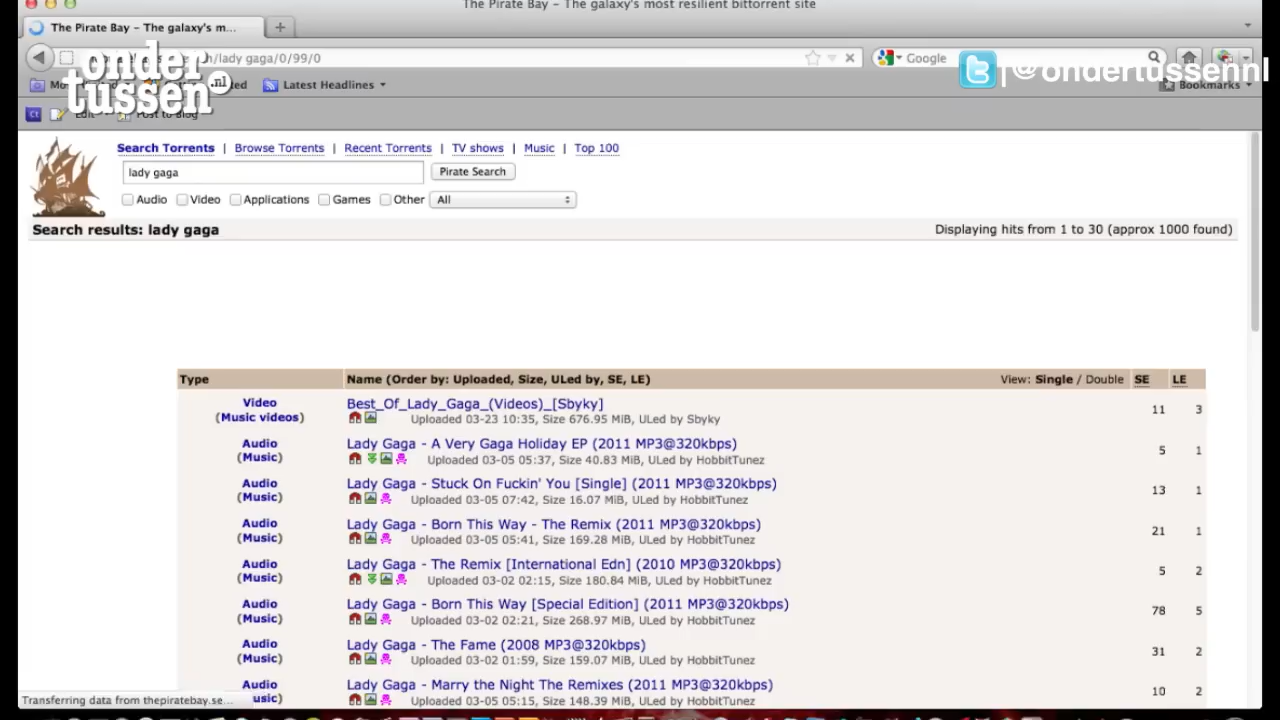 The Pirate Bay – The galaxy's most resilient bittorrent site
The Pirate Bay – The galaxy's m...
/lady gaga/0/99/0
Google
onder
tussen
.nl
|@ondertussennl
Latest Headlines
Bookmarks
Edit
Post to Blog
Search Torrents | Browse Torrents | Recent Torrents | TV shows | Music | Top 100
lady gaga
Pirate Search
Audio Video Applications Games Other All
Search results: lady gaga
Displaying hits from 1 to 30 (approx 1000 found)
Type Name (Order by: Uploaded, Size, ULed by, SE, LE) View: Single / Double SE LE
Video
(Music videos)
Best_Of_Lady_Gaga_(Videos)_[Sbyky]
Uploaded 03-23 10:35, Size 676.95 MiB, ULed by Sbyky
11 3
Audio
(Music)
Lady Gaga - A Very Gaga Holiday EP (2011 MP3@320kbps)
Uploaded 03-05 05:37, Size 40.83 MiB, ULed by HobbitTunez
5 1
Audio
(Music)
Lady Gaga - Stuck On Fuckin' You [Single] (2011 MP3@320kbps)
Uploaded 03-05 07:42, Size 16.07 MiB, ULed by HobbitTunez
13 1
Audio
(Music)
Lady Gaga - Born This Way - The Remix (2011 MP3@320kbps)
Uploaded 03-05 05:41, Size 169.28 MiB, ULed by HobbitTunez
21 1
Audio
(Music)
Lady Gaga - The Remix [International Edn] (2010 MP3@320kbps)
Uploaded 03-02 02:15, Size 180.84 MiB, ULed by HobbitTunez
5 2
Audio
(Music)
Lady Gaga - Born This Way [Special Edition] (2011 MP3@320kbps)
Uploaded 03-02 02:21, Size 268.97 MiB, ULed by HobbitTunez
78 5
Audio
(Music)
Lady Gaga - The Fame (2008 MP3@320kbps)
Uploaded 03-02 01:59, Size 159.07 MiB, ULed by HobbitTunez
31 2
Audio
usic)
Lady Gaga - Marry the Night The Remixes (2011 MP3@320kbps)
Uploaded 03-05 05:15, Size 148.39 MiB, ULed by HobbitTunez
10 2
Transferring data from thepiratebay.se...